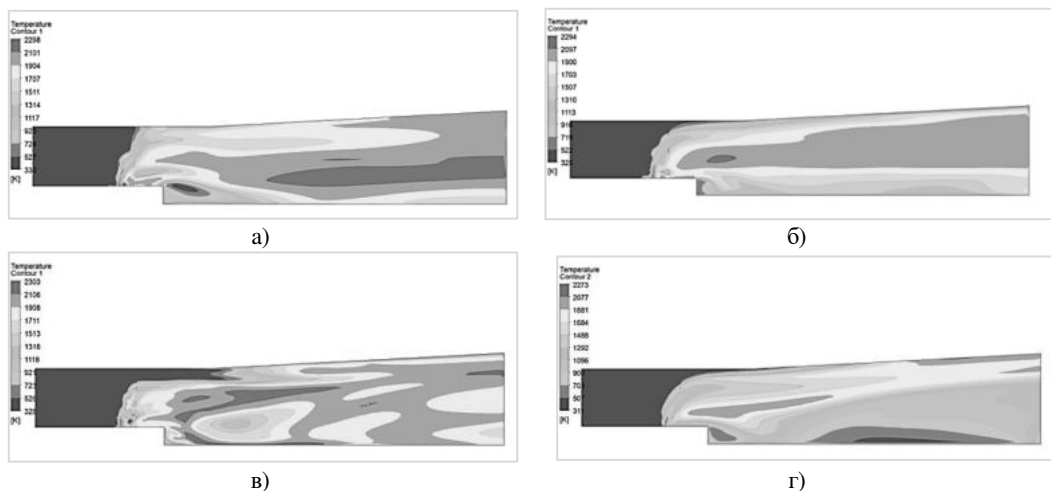 Temperature
Contour 1
2298
2101
1904
1707
1511
1314
1117
[K]
а)
Temperature
Contour 1
2294
2097
1900
1703
1507
1310
1113
[K]
б)
Temperature
Contour 1
2303
2106
1908
1711
1513
1316
1118
[K]
в)
Temperature
Contour 2
2273
2077
1881
1684
1488
1292
1096
[K]
г)